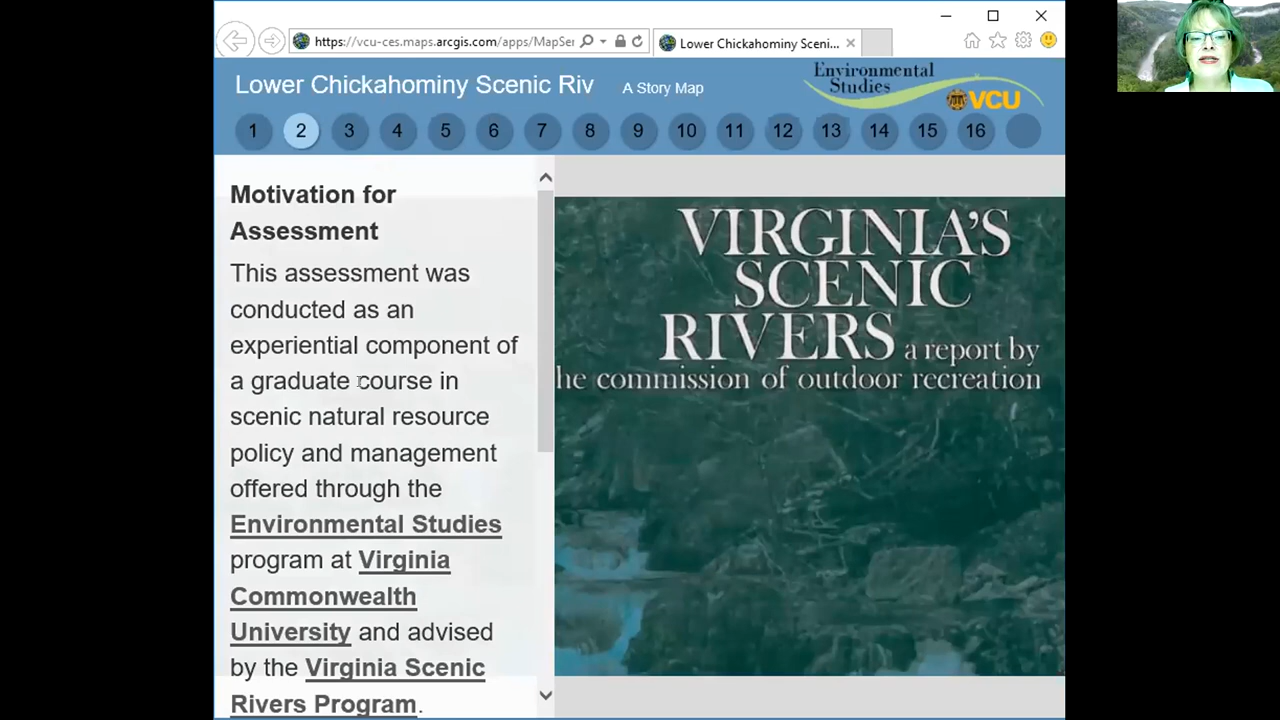 https://vcu-ces.maps.arcgis.com/apps/MapSer
Lower Chickahominy Sceni...
Lower Chickahominy Scenic Riv
A Story Map
Environmental
Studies
VCU
1 2 3 4 5 6 7 8 9 10 11 12 13 14 15 16
Motivation for
Assessment
This assessment was
conducted as an
experiential component of
a graduate course in
scenic natural resource
policy and management
offered through the
Environmental Studies
program at Virginia
Commonwealth
University and advised
by the Virginia Scenic
Rivers Program.
VIRGINIA'S
SCENIC
RIVERS a report by
he commission of outdoor recreation